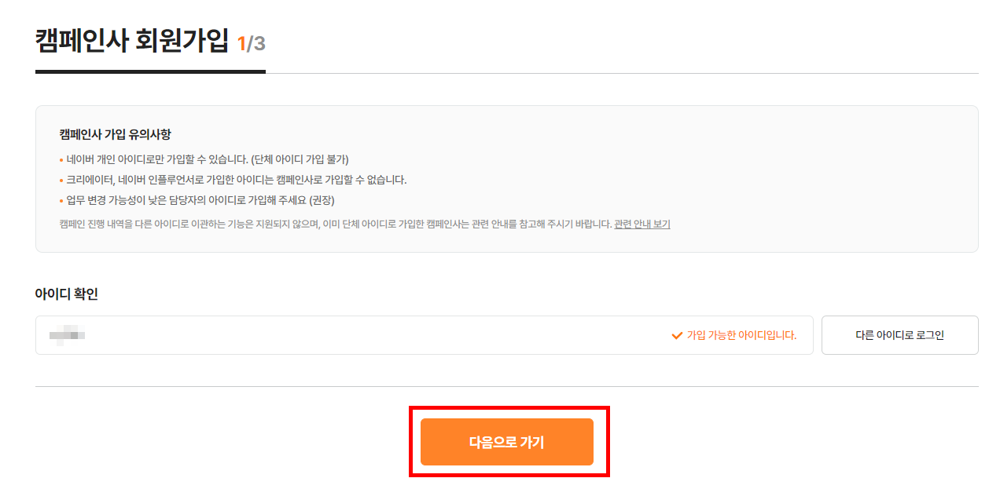 캠페인사 회원가입 1/3
캠페인사 가입 유의사항
• 네이버 개인 아이디로만 가입할 수 있습니다. (단체 아이디 가입 불가)
• 크리에이터, 네이버 인플루언서로 가입한 아이디는 캠페인사로 가입할 수 없습니다.
• 업무 변경 가능성이 낮은 담당자의 아이디로 가입해 주세요 (권장)
캠페인 진행 내역을 다른 아이디로 이관하는 기능은 지원되지 않으며, 이미 단체 아이디로 가입한 캠페인사는 관련 안내를 참고해 주시기 바랍니다. 관련 안내 보기
아이디 확인
가입 가능한 아이디입니다.
다른 아이디로 로그인
다음으로 가기